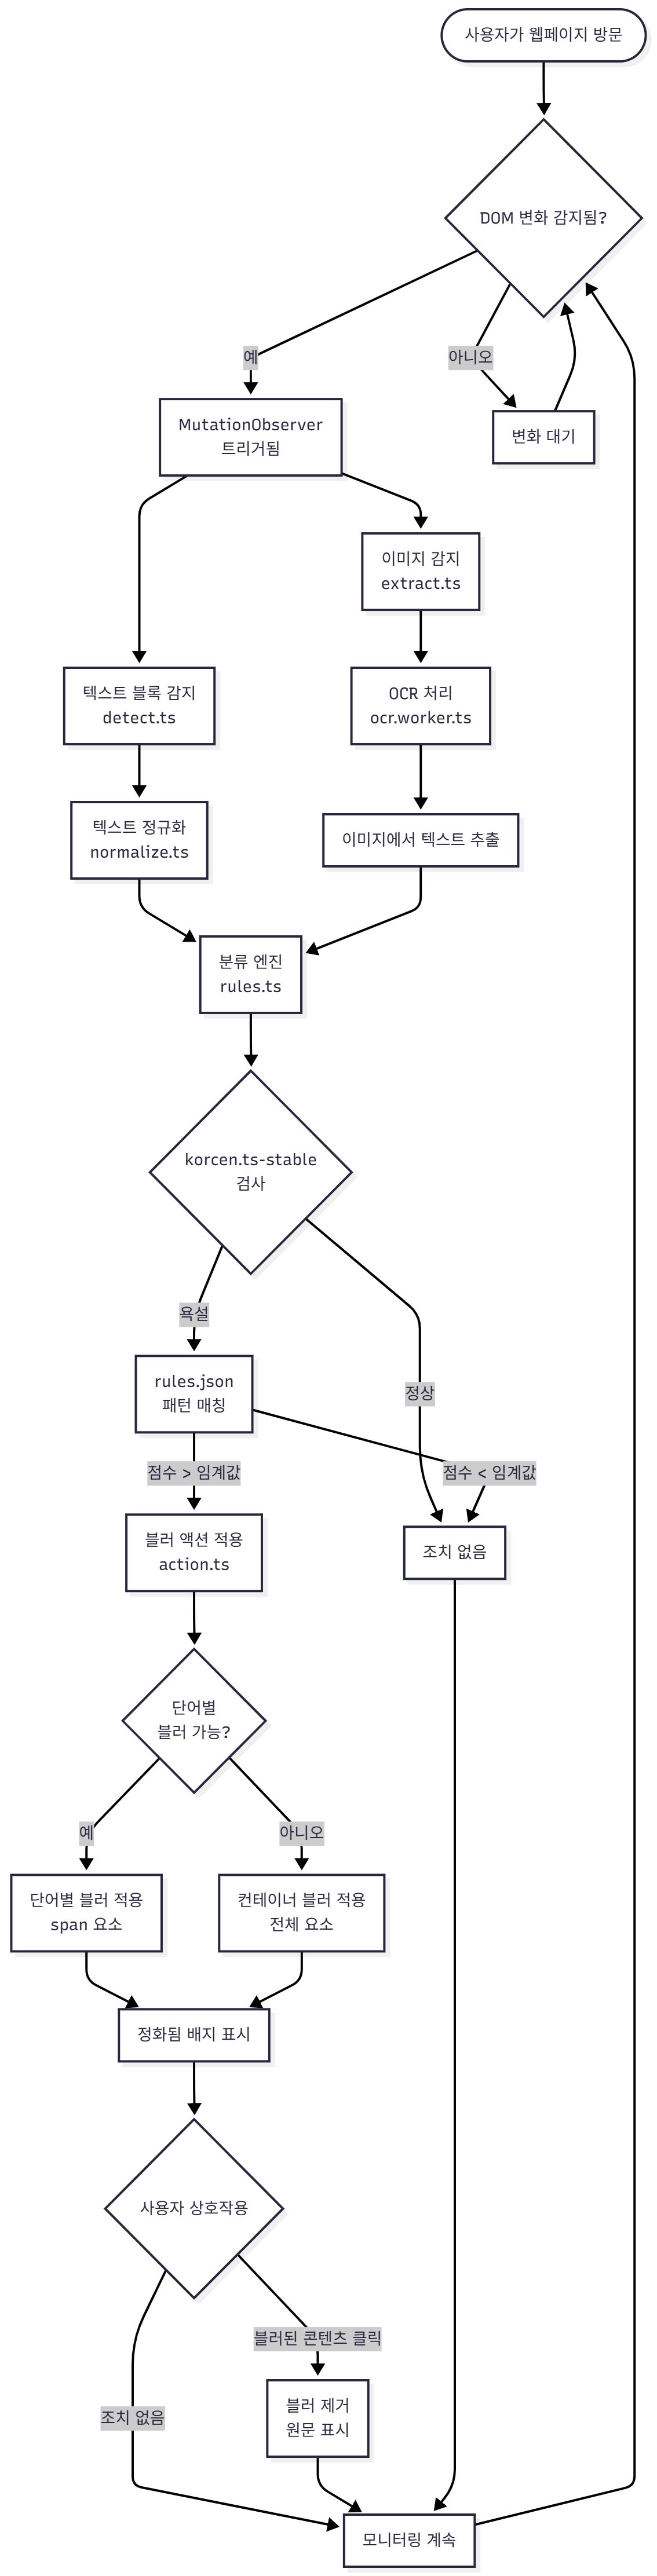 사용자가 웹페이지 방문
DOM 변화 감지됨?
예
아니오
MutationObserver
트리거됨
변화 대기
이미지 감지
extract.ts
텍스트 블록 감지
detect.ts
OCR 처리
ocr.worker.ts
텍스트 정규화
normalize.ts
이미지에서 텍스트 추출
분류 엔진
rules.ts
korcen.ts-stable
검사
욕설
정상
rules.json
패턴 매칭
점수 > 임계값
점수 < 임계값
블러 액션 적용
action.ts
조치 없음
단어별
블러 가능?
예
아니오
단어별 블러 적용
span 요소
컨테이너 블러 적용
전체 요소
정화됨 배지 표시
사용자 상호작용
블러된 콘텐츠 클릭
블러 제거
원문 표시
조치 없음
모니터링 계속